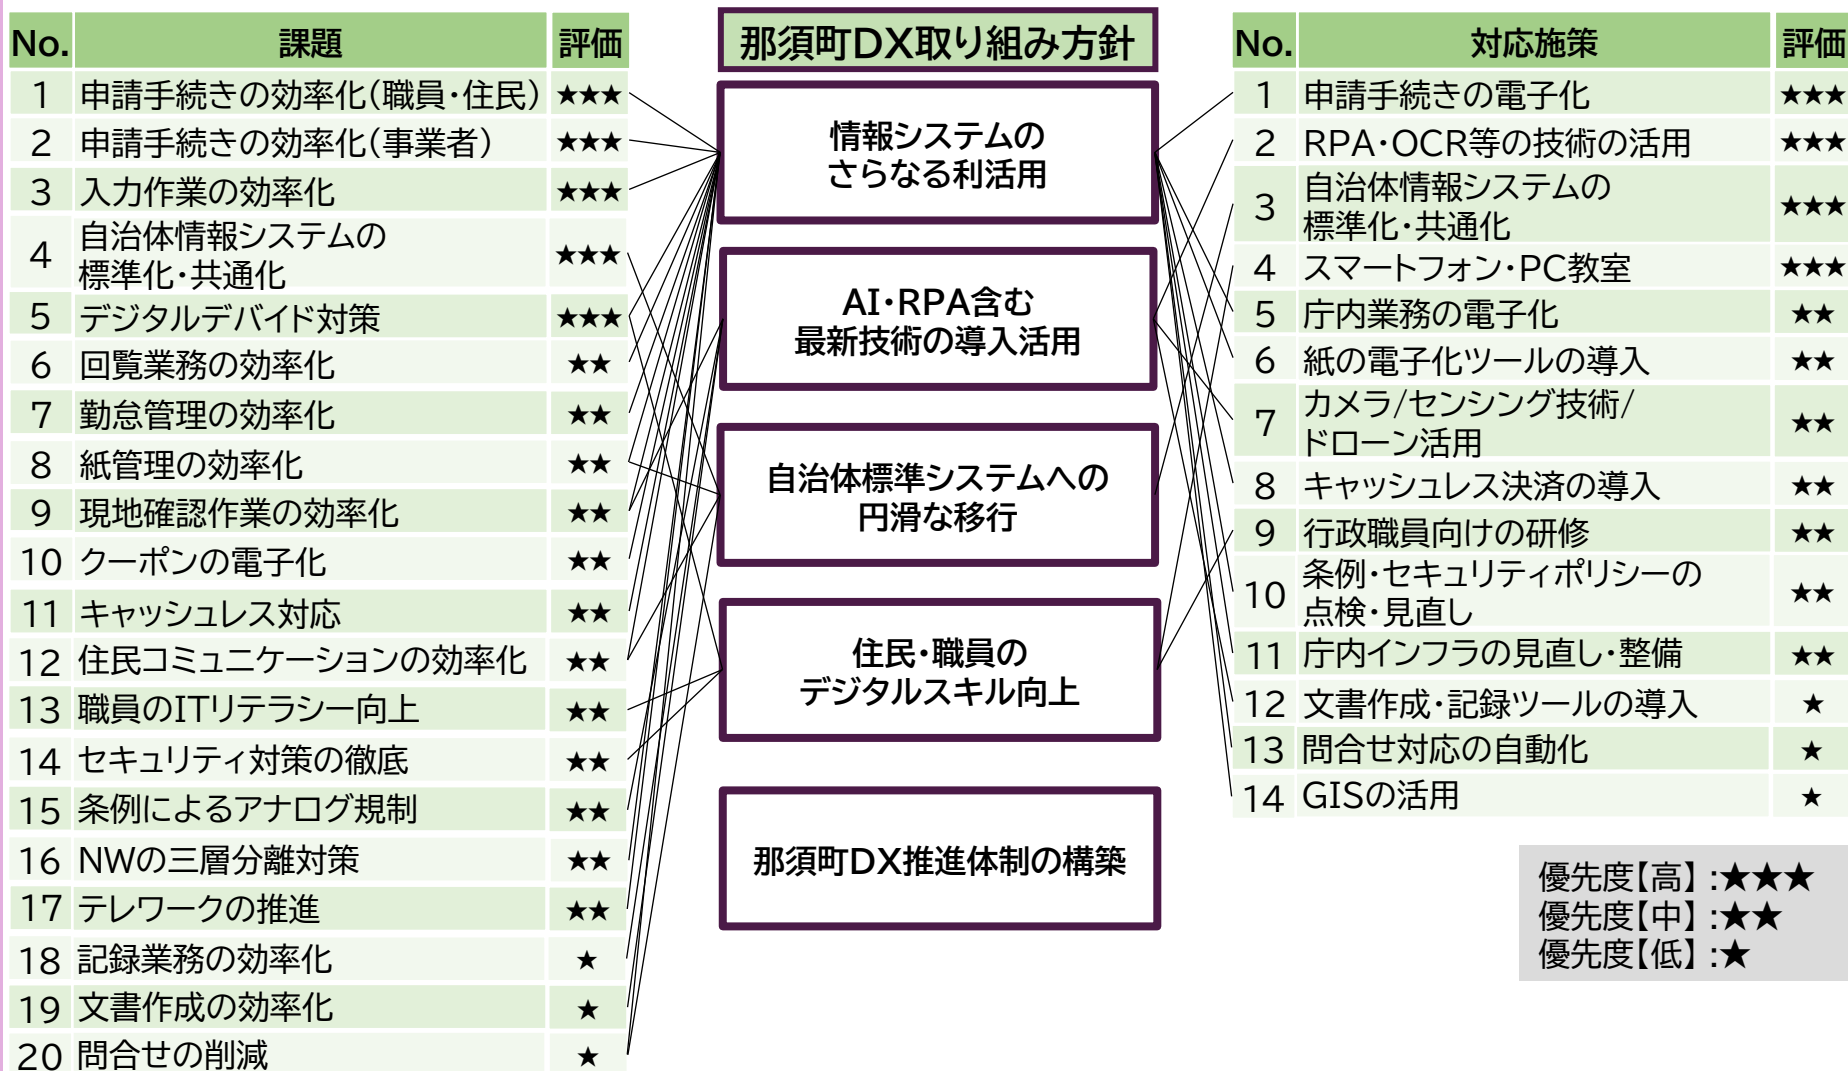 No. 課題 評価
1 申請手続きの効率化(職員・住民) ★★★
2 申請手続きの効率化(事業者) ★★★
3 入力作業の効率化 ★★★
4 自治体情報システムの
標準化・共通化 ★★★
5 デジタルデバイド対策 ★★★
6 回覧業務の効率化 ★★
7 勤怠管理の効率化 ★★
8 紙管理の効率化 ★★
9 現地確認作業の効率化 ★★
10 クーポンの電子化 ★★
11 キャッシュレス対応 ★★
12 住民コミュニケーションの効率化 ★★
13 職員のITリテラシー向上 ★★
14 セキュリティ対策の徹底 ★★
15 条例によるアナログ規制 ★★
16 NWの三層分離対策 ★★
17 テレワークの推進 ★★
18 記録業務の効率化 ★
19 文書作成の効率化 ★
20 問合せの削減 ★
那須町DX取り組み方針
情報システムの
さらなる利活用
AI・RPA含む
最新技術の導入活用
自治体標準システムへの
円滑な移行
住民・職員の
デジタルスキル向上
那須町DX推進体制の構築
No. 対応施策 評価
1 申請手続きの電子化 ★★★
2 RPA・OCR等の技術の活用 ★★★
3 自治体情報システムの
標準化・共通化 ★★★
4 スマートフォン・PC教室 ★★★
5 庁内業務の電子化 ★★
6 紙の電子化ツールの導入 ★★
7 カメラ/センシング技術/
ドローン活用 ★★
8 キャッシュレス決済の導入 ★★
9 行政職員向けの研修 ★★
10 条例・セキュリティポリシーの
点検・見直し ★★
11 庁内インフラの見直し・整備 ★★
12 文書作成・記録ツールの導入 ★
13 問合せ対応の自動化 ★
14 GISの活用 ★
優先度【高】:★★★
優先度【中】:★★
優先度【低】:★